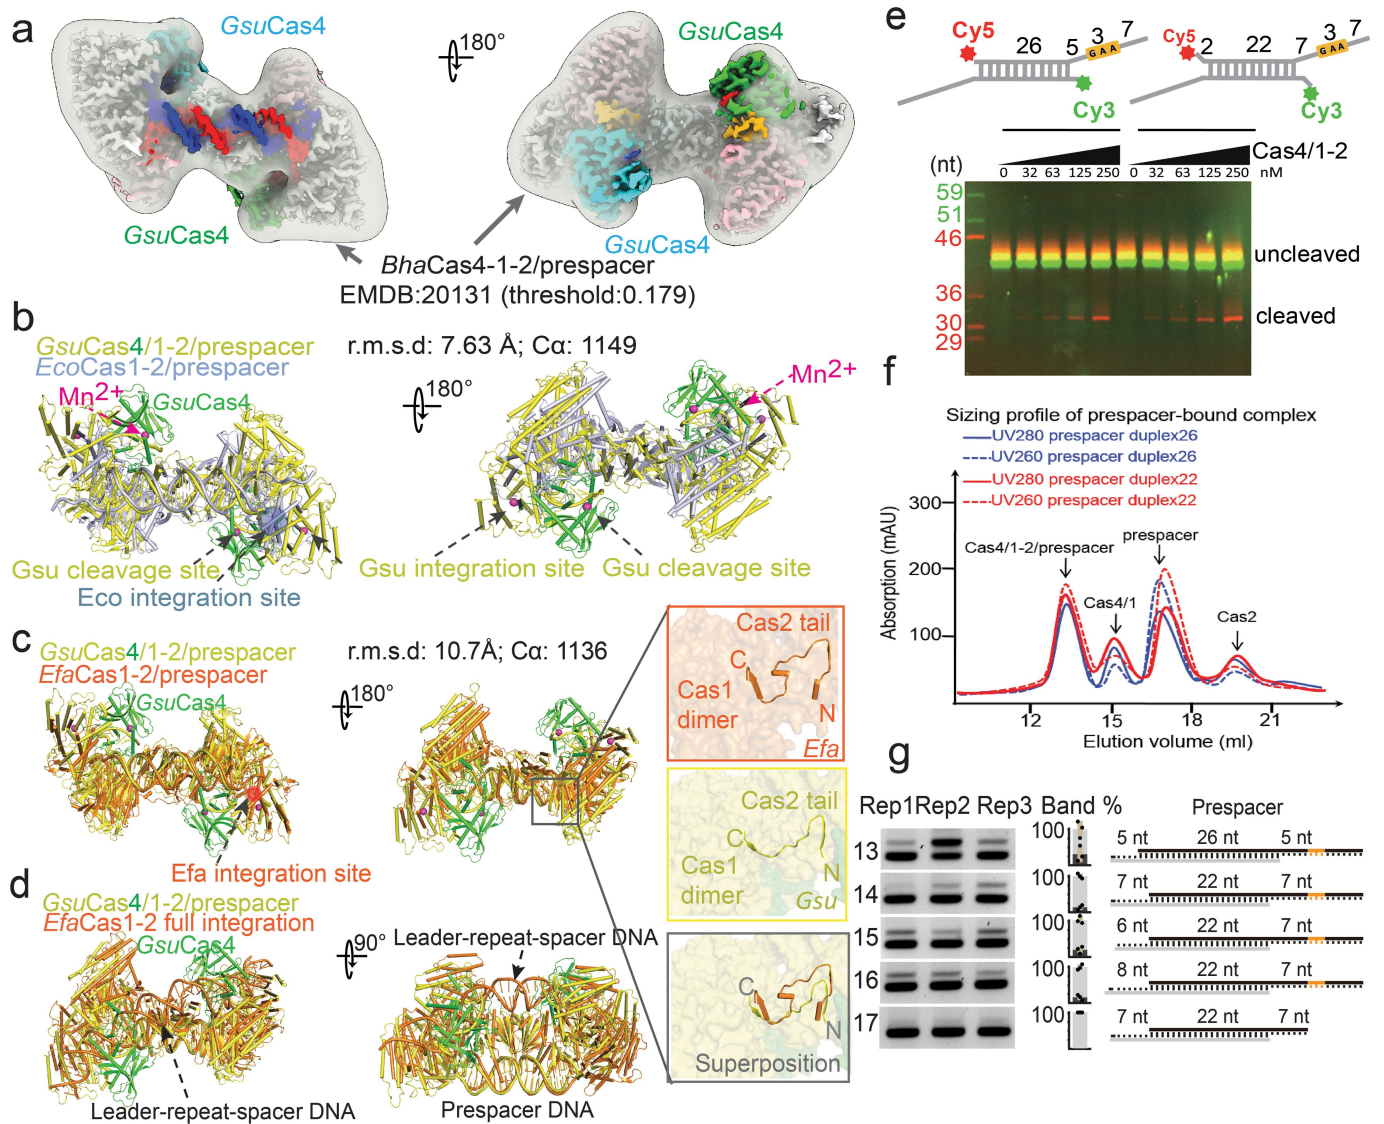 a
GsuCas4
180°
GsuCas4
GsuCas4
GsuCas4
BhaCas4-1-2/prespacer
EMDB:20131 (threshold:0.179)
b
GsuCas4/1-2/prespacer
EcoCas1-2/prespacer
r.m.s.d: 7.63 Å; Cα: 1149
Mn2+
GsuCas4
180°
Mn2+
Gsu cleavage site
Eco integration site
Gsu integration site
Gsu cleavage site
c
GsuCas4/1-2/prespacer
EfaCas1-2/prespacer
r.m.s.d: 10.7Å; Cα: 1136
GsuCas4
180°
Efa integration site
Cas2 tail
C
Cas1
dimer
N
Efa
Cas2 tail
C
Cas1
dimer
N
Gsu
C
N
Superposition
d
GsuCas4/1-2/prespacer
EfaCas1-2 full integration
GsuCas4
90°
Leader-repeat-spacer DNA
Leader-repeat-spacer DNA
Prespacer DNA
e
Cy5
26
5
3
7
GAA
Cy3
Cy5
2
22
7
3
7
GAA
Cy3
Cas4/1-2
(nt)
0 32 63 125 250 0 32 63 125 250 nM
59
51
46
36
30
29
uncleaved
cleaved
f
Sizing profile of prespacer-bound complex
UV280 prespacer duplex26
UV260 prespacer duplex26
UV280 prespacer duplex22
UV260 prespacer duplex22
Absorption (mAU)
300
200
100
Cas4/1-2/prespacer
Cas4/1
prespacer
Cas2
12 15 18 21
Elution volume (ml)
g
Rep1 Rep2 Rep3 Band % Prespacer
13
100
5 nt 26 nt 5 nt
14
100
7 nt 22 nt 7 nt
15
100
6 nt 22 nt 7 nt
16
100
8 nt 22 nt 7 nt
17
100
7 nt 22 nt 7 nt